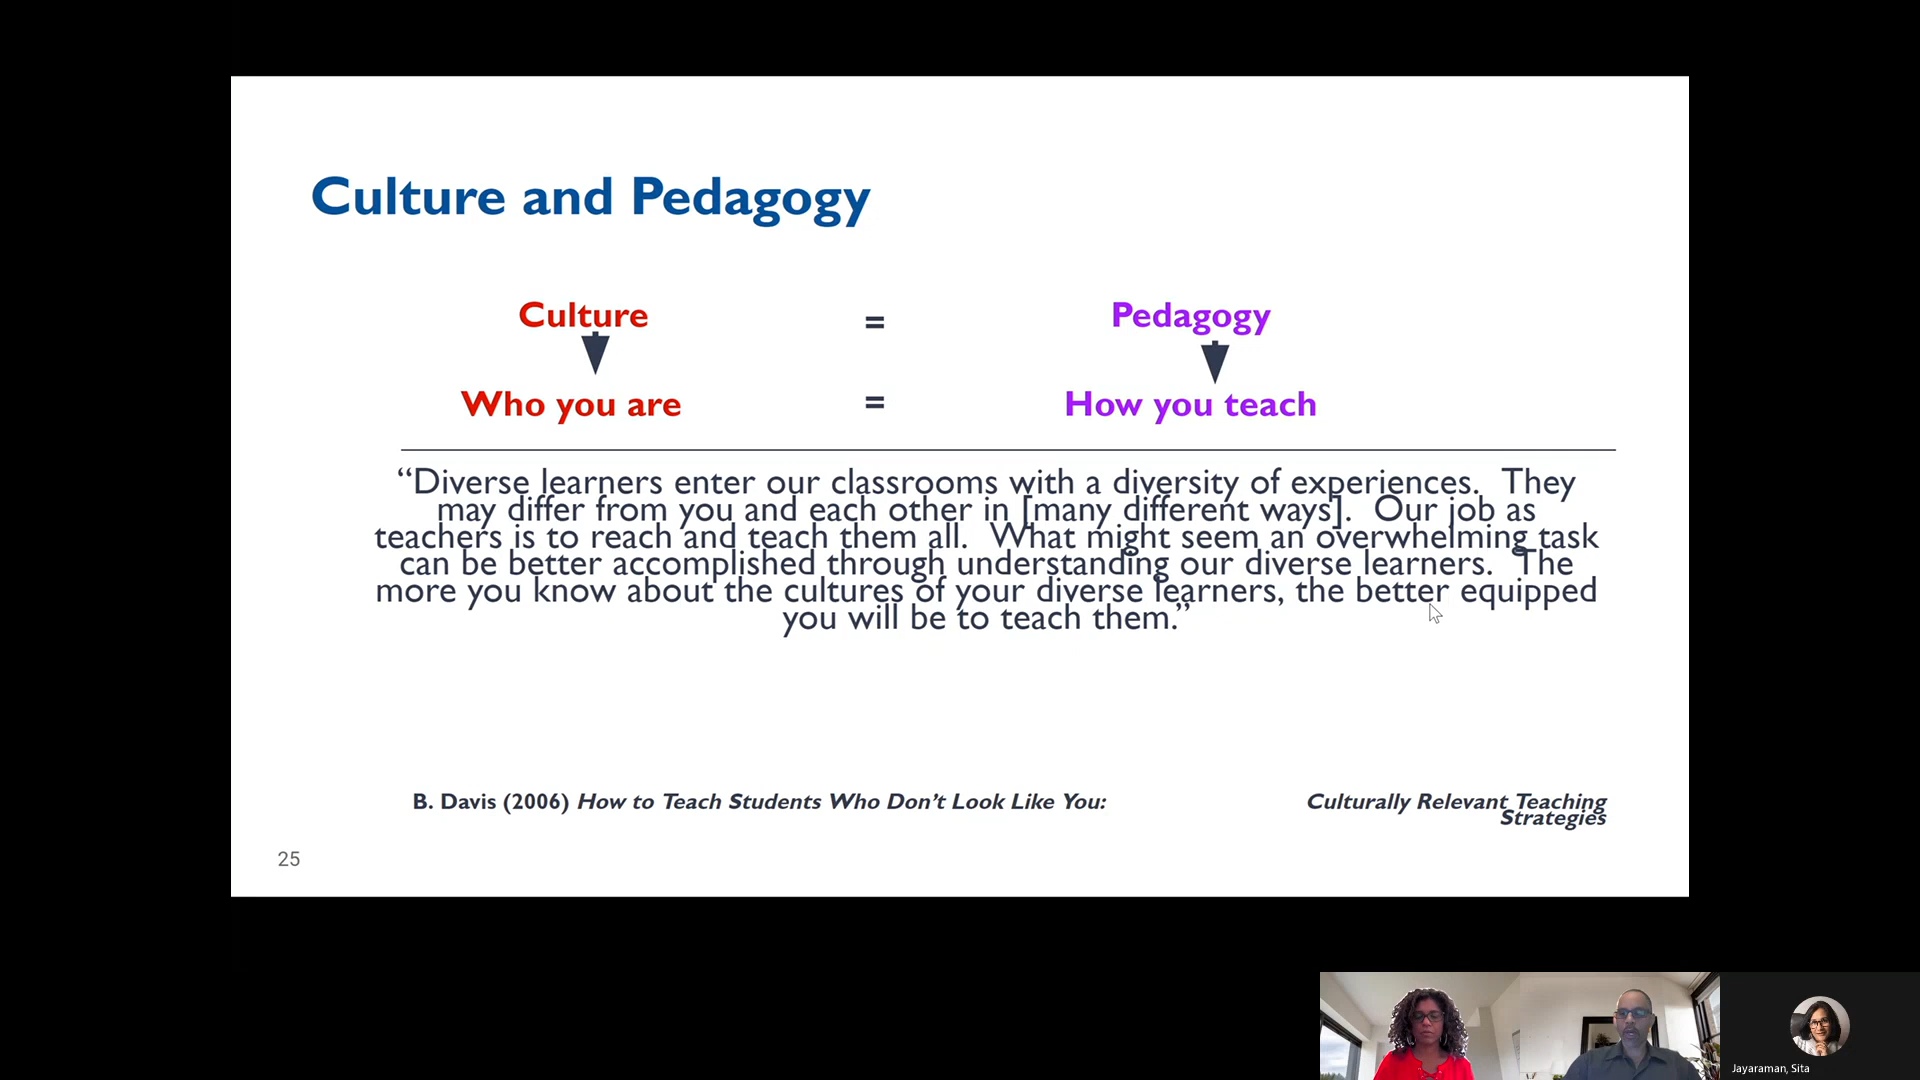 Culture and Pedagogy
Culture = Pedagogy
Who you are = How you teach
“Diverse learners enter our classrooms with a diversity of experiences.  They
may differ from you and each other in [many different ways].  Our job as
teachers is to reach and teach them all.  What might seem an overwhelming task
can be better accomplished through understanding our diverse learners.  The
more you know about the cultures of your diverse learners, the better equipped
you will be to teach them.”
B. Davis (2006) How to Teach Students Who Don’t Look Like You: Culturally Relevant Teaching
Strategies
25
Jayaraman, Sita